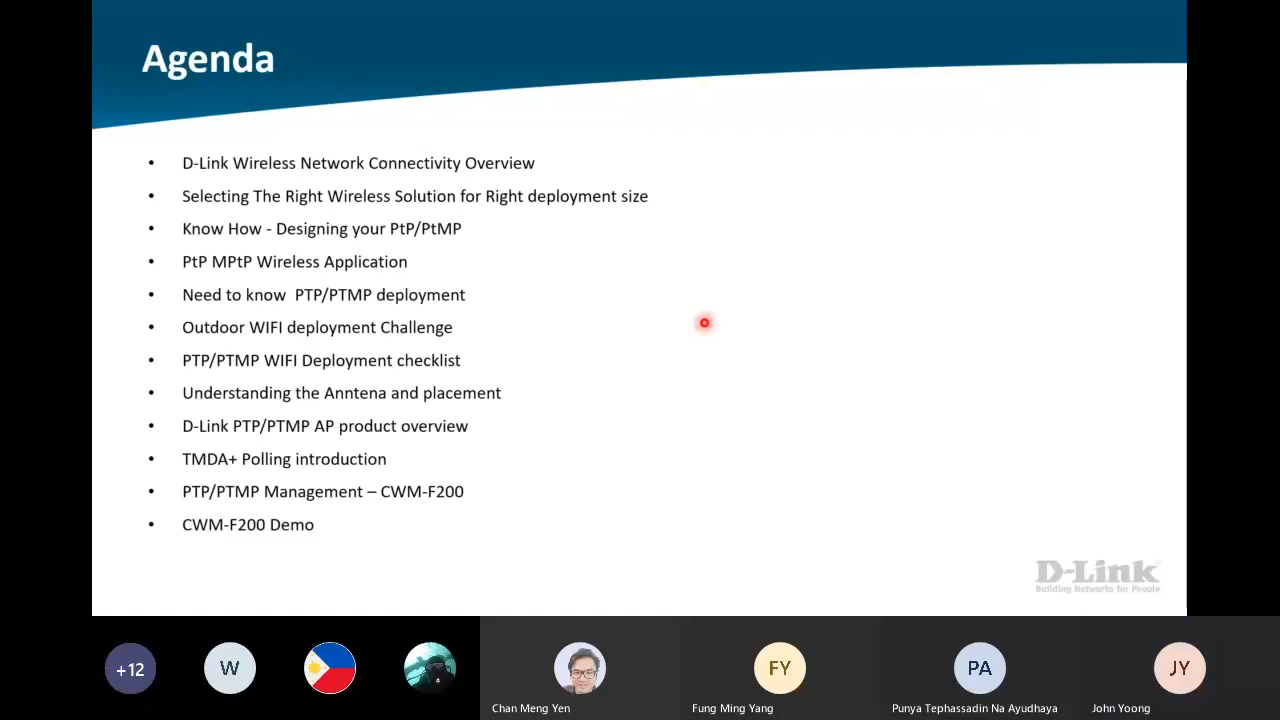 Agenda
• D-Link Wireless Network Connectivity Overview
• Selecting The Right Wireless Solution for Right deployment size
• Know How - Designing your PtP/PtMP
• PtP MPtP Wireless Application
• Need to know  PTP/PTMP deployment
• Outdoor WIFI deployment Challenge
• PTP/PTMP WIFI Deployment checklist
• Understanding the Anntena and placement
• D-Link PTP/PTMP AP product overview
• TMDA+ Polling introduction
• PTP/PTMP Management – CWM-F200
• CWM-F200 Demo
D-Link
Building Networks for People
+12
W
FY
PA
JY
Chan Meng Yen
Fung Ming Yang
Punya Tephassadin Na Ayudhaya
John Yoong